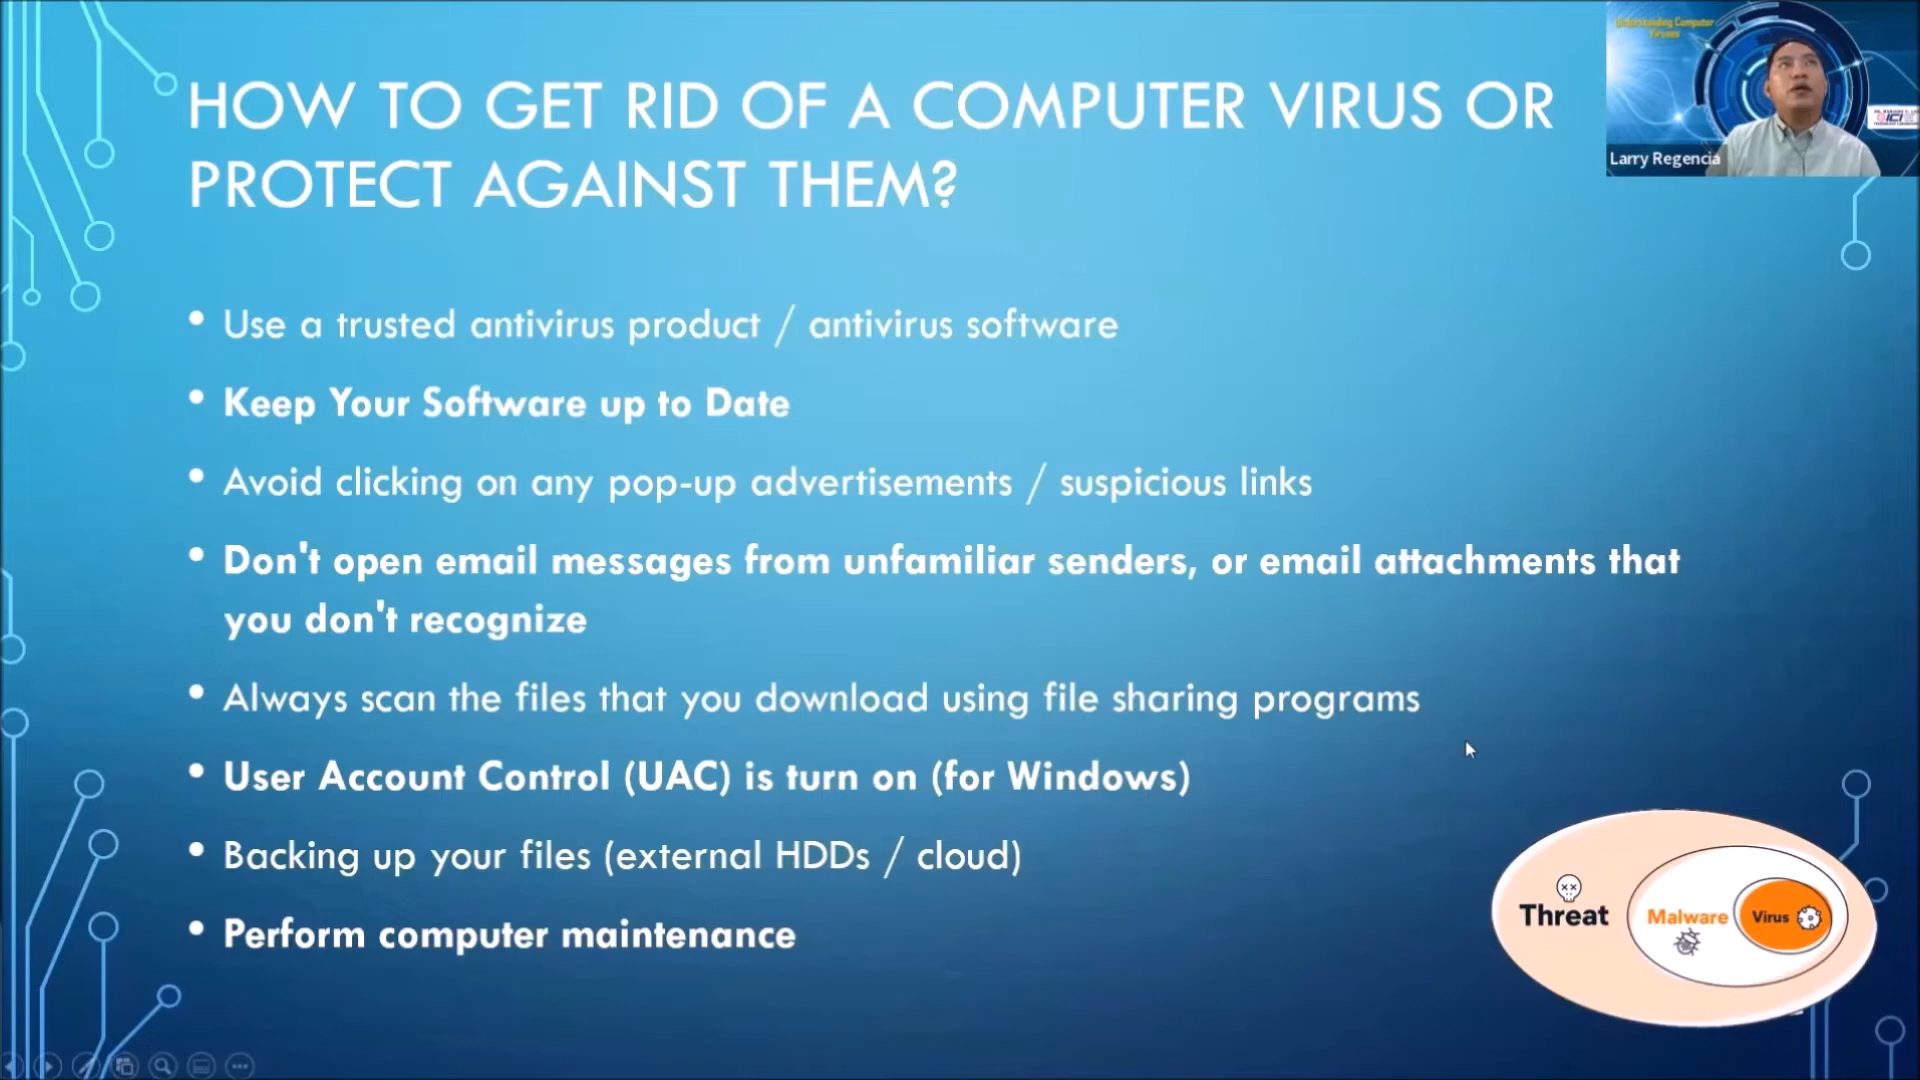 Understanding Computer
Viruses
Larry Regencia
HOW TO GET RID OF A COMPUTER VIRUS OR
PROTECT AGAINST THEM?
• Use a trusted antivirus product / antivirus software
• Keep Your Software up to Date
• Avoid clicking on any pop-up advertisements / suspicious links
• Don't open email messages from unfamiliar senders, or email attachments that
you don't recognize
• Always scan the files that you download using file sharing programs
• User Account Control (UAC) is turn on (for Windows)
• Backing up your files (external HDDs / cloud)
• Perform computer maintenance
Threat
Malware
Virus